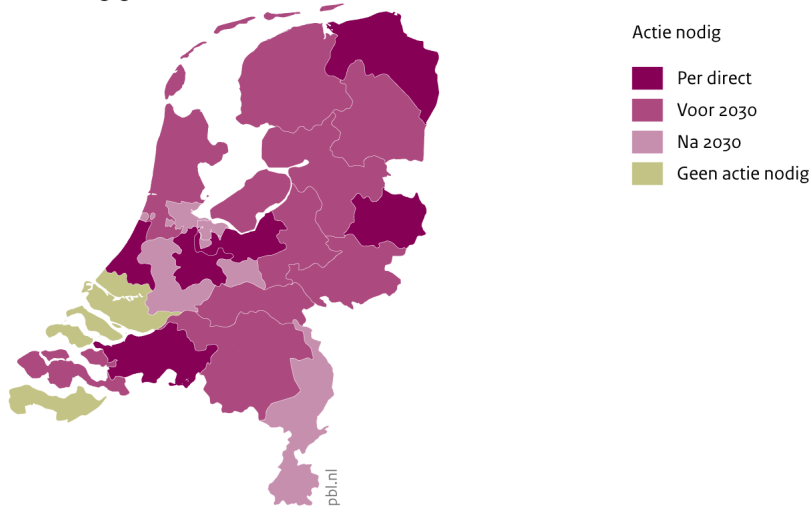 Actie nodig
Per direct
Voor 2030
Na 2030
Geen actie nodig
pbl.nl